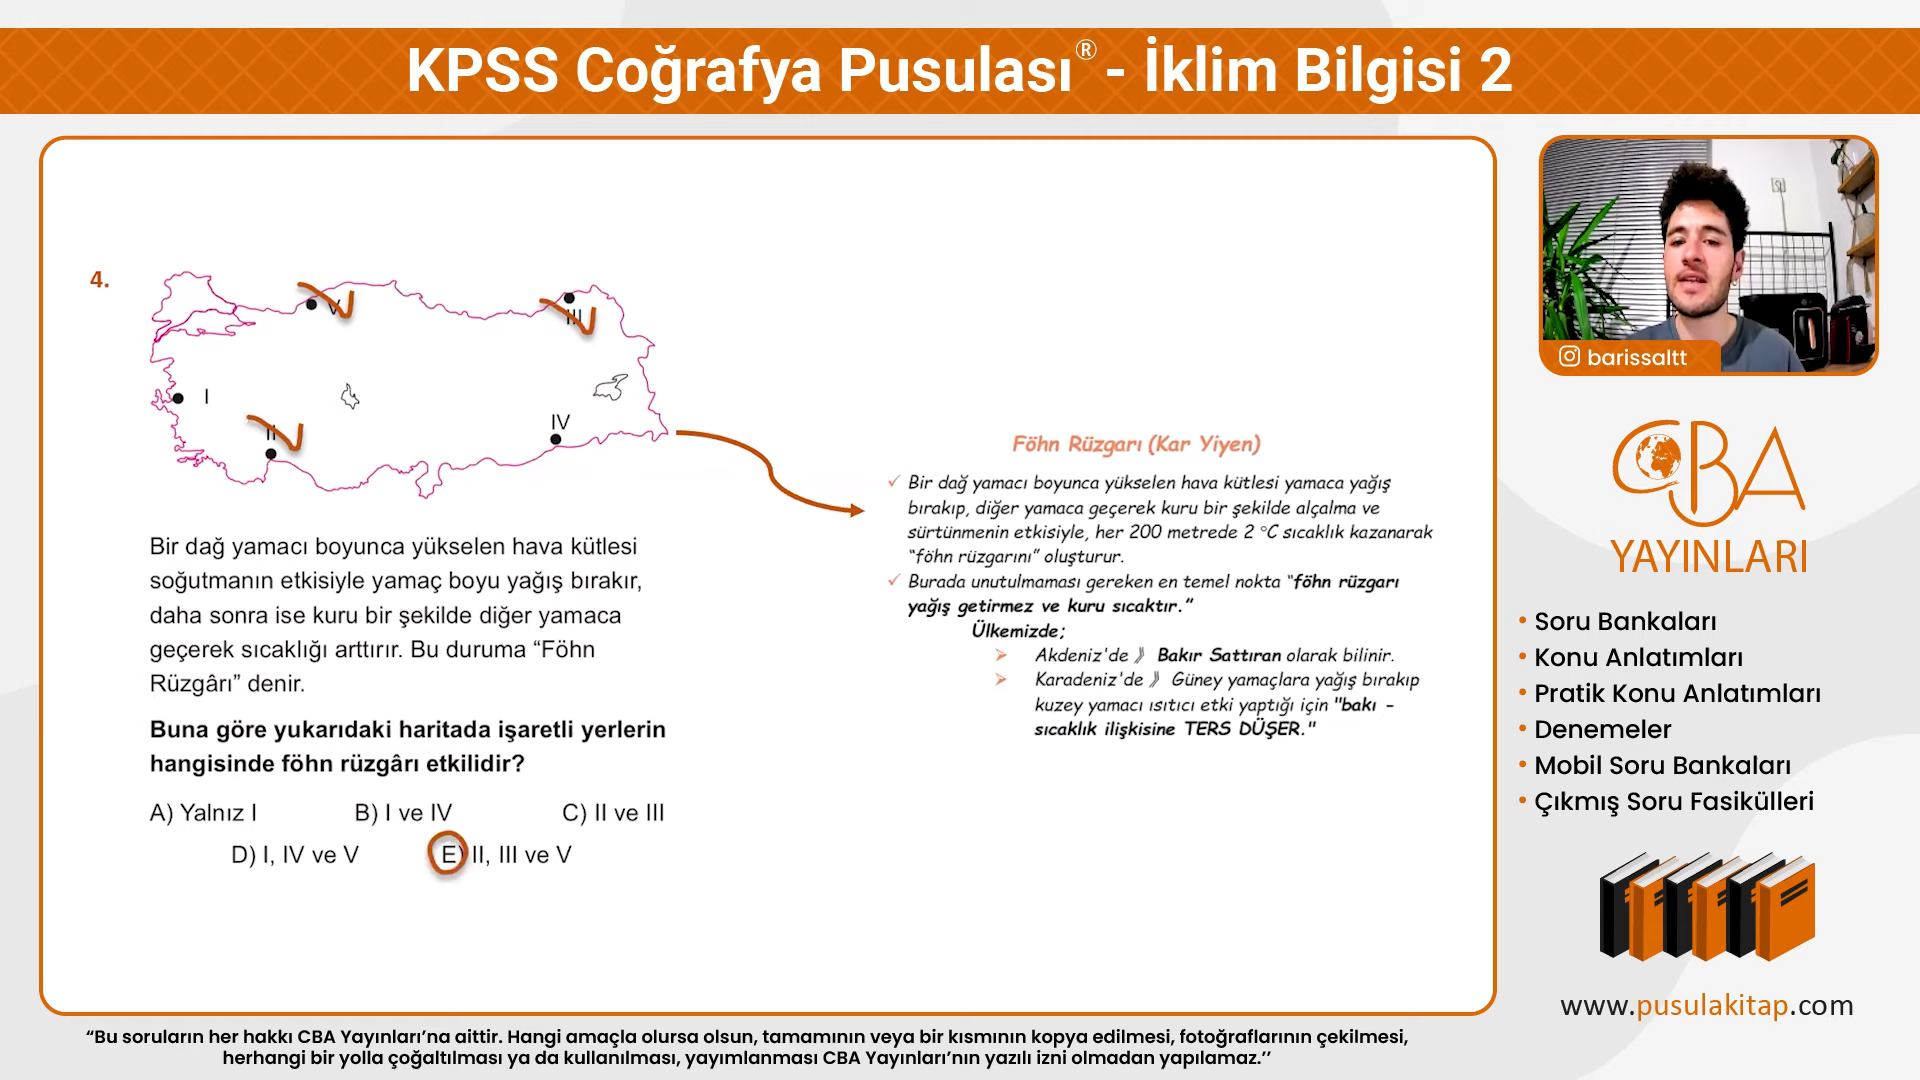 KPSS Coğrafya Pusulası® - İklim Bilgisi 2
4.
V
III
I
II
IV
Bir dağ yamacı boyunca yükselen hava kütlesi
soğutmanın etkisiyle yamaç boyu yağış bırakır,
daha sonra ise kuru bir şekilde diğer yamaca
geçerek sıcaklığı arttırır. Bu duruma “Föhn
Rüzgârı” denir.
Buna göre yukarıdaki haritada işaretli yerlerin
hangisinde föhn rüzgârı etkilidir?
A) Yalnız I B) I ve IV C) II ve III
D) I, IV ve V E) II, III ve V
Föhn Rüzgarı (Kar Yiyen)
✓ Bir dağ yamacı boyunca yükselen hava kütlesi yamaca yağış
bırakıp, diğer yamaca geçerek kuru bir şekilde alçalma ve
sürtünmenin etkisiyle, her 200 metrede 2 °C sıcaklık kazanarak
“föhn rüzgarını” oluşturur.
✓ Burada unutulmaması gereken en temel nokta “föhn rüzgarı
yağış getirmez ve kuru sıcaktır.”
Ülkemizde;
➢ Akdeniz'de 》 Bakır Sattıran olarak bilinir.
➢ Karadeniz'de 》 Güney yamaçlara yağış bırakıp
kuzey yamacı ısıtıcı etki yaptığı için "bakı -
sıcaklık ilişkisine TERS DÜŞER."
barissaltt
CBA
YAYINLARI
• Soru Bankaları
• Konu Anlatımları
• Pratik Konu Anlatımları
• Denemeler
• Mobil Soru Bankaları
• Çıkmış Soru Fasikülleri
www.pusulakitap.com
“Bu soruların her hakkı CBA Yayınları’na aittir. Hangi amaçla olursa olsun, tamamının veya bir kısmının kopya edilmesi, fotoğraflarının çekilmesi,
herhangi bir yolla çoğaltılması ya da kullanılması, yayımlanması CBA Yayınları’nın yazılı izni olmadan yapılamaz.’’